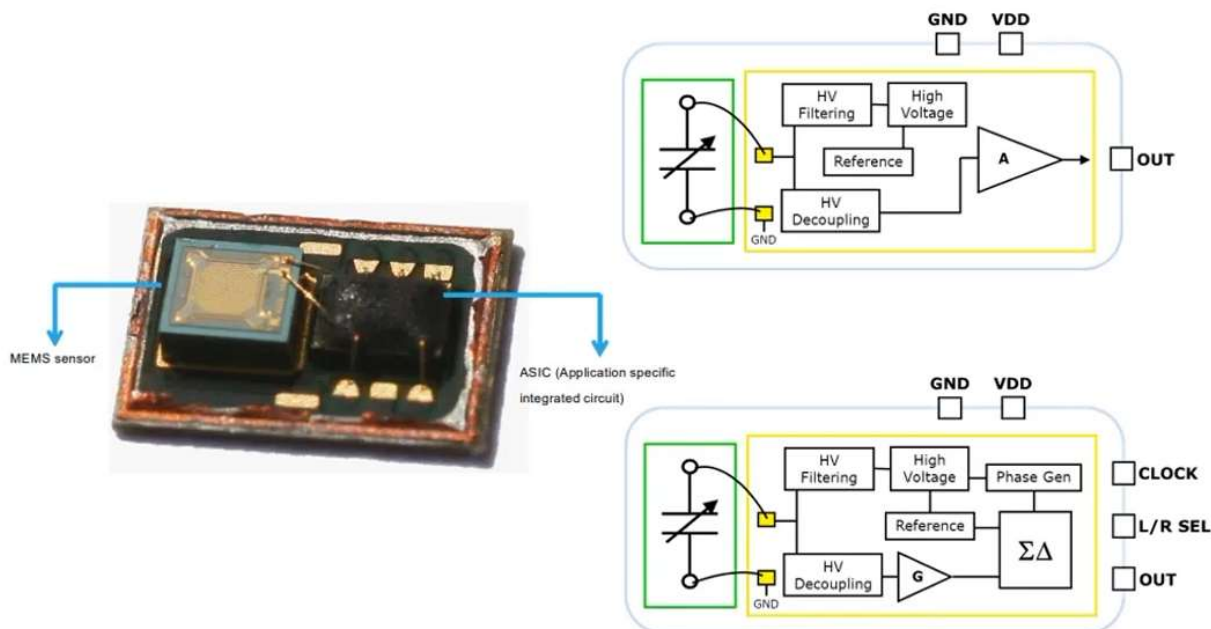 MEMS sensor
ASIC (Application specific
integrated circuit)
GND VDD
HV
Filtering
High
Voltage
Reference
A
OUT
HV
Decoupling
GND
GND VDD
HV
Filtering
High
Voltage
Phase Gen
CLOCK
Reference
L/R SEL
ΣΔ
HV
Decoupling
G
OUT
GND